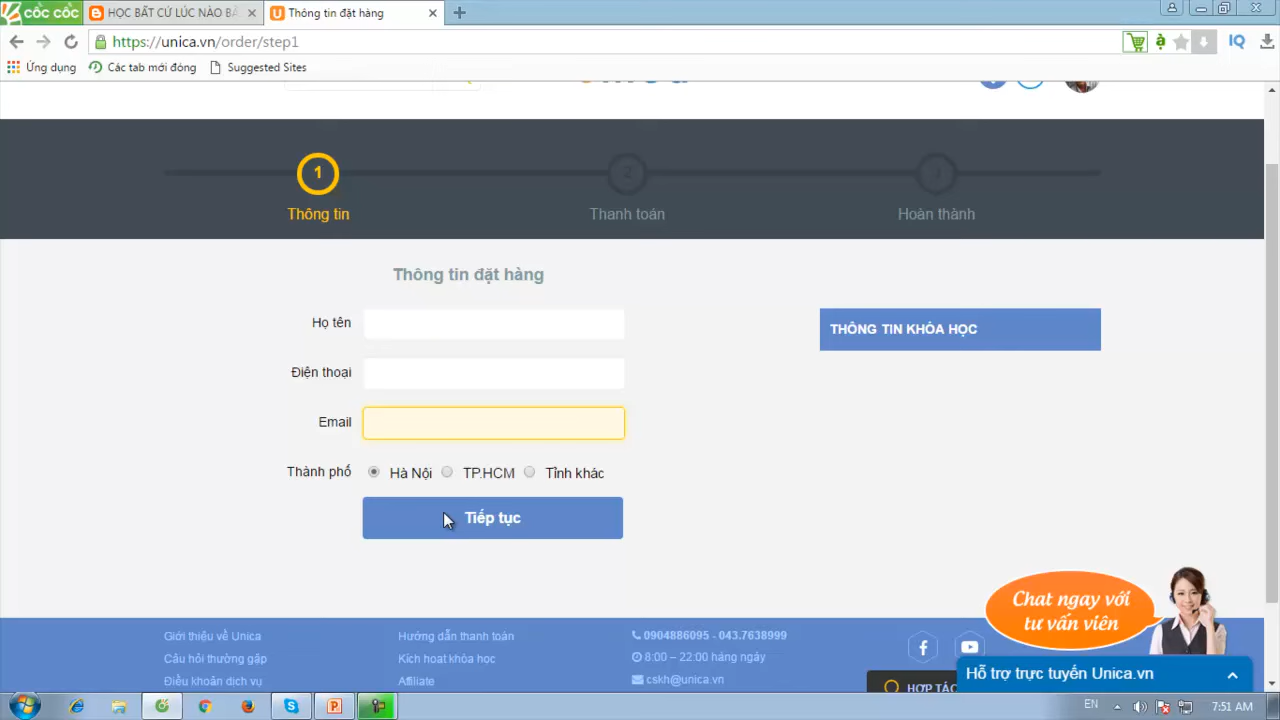 cốc cốc
HỌC BẤT CỨ LÚC NÀO BẤ
Thông tin đặt hàng
https://unica.vn/order/step1
Ứng dụng
Các tab mới đóng
Suggested Sites
1
2
3
Thông tin
Thanh toán
Hoàn thành
Thông tin đặt hàng
Họ tên
THÔNG TIN KHÓA HỌC
Điện thoại
Email
Thành phố
Hà Nội
TP.HCM
Tỉnh khác
Tiếp tục
Chat ngay với
tư vấn viên
Giới thiệu về Unica
Hướng dẫn thanh toán
0904886095 - 043.7638999
Câu hỏi thường gặp
Kích hoạt khóa học
8:00 – 22:00 hàng ngày
Điều khoản dịch vụ
Affiliate
cskh@unica.vn
Hỗ trợ trực tuyến Unica.vn
HỢP TÁC
EN
7:51 AM